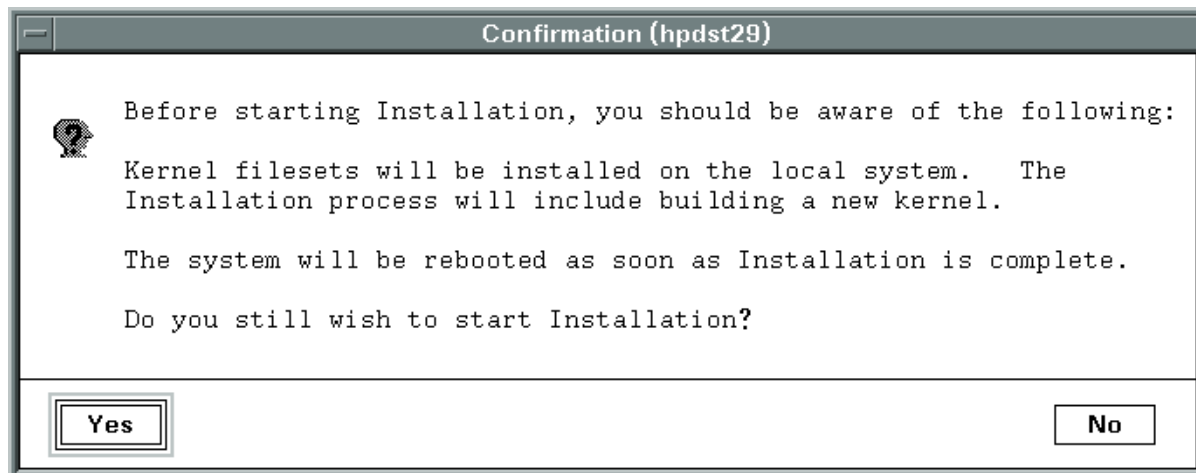 Confirmation (hpdst29)
Before starting Installation, you should be aware of the following:
Kernel filesets will be installed on the local system.   The
Installation process will include building a new kernel.
The system will be rebooted as soon as Installation is complete.
Do you still wish to start Installation?
Yes
No